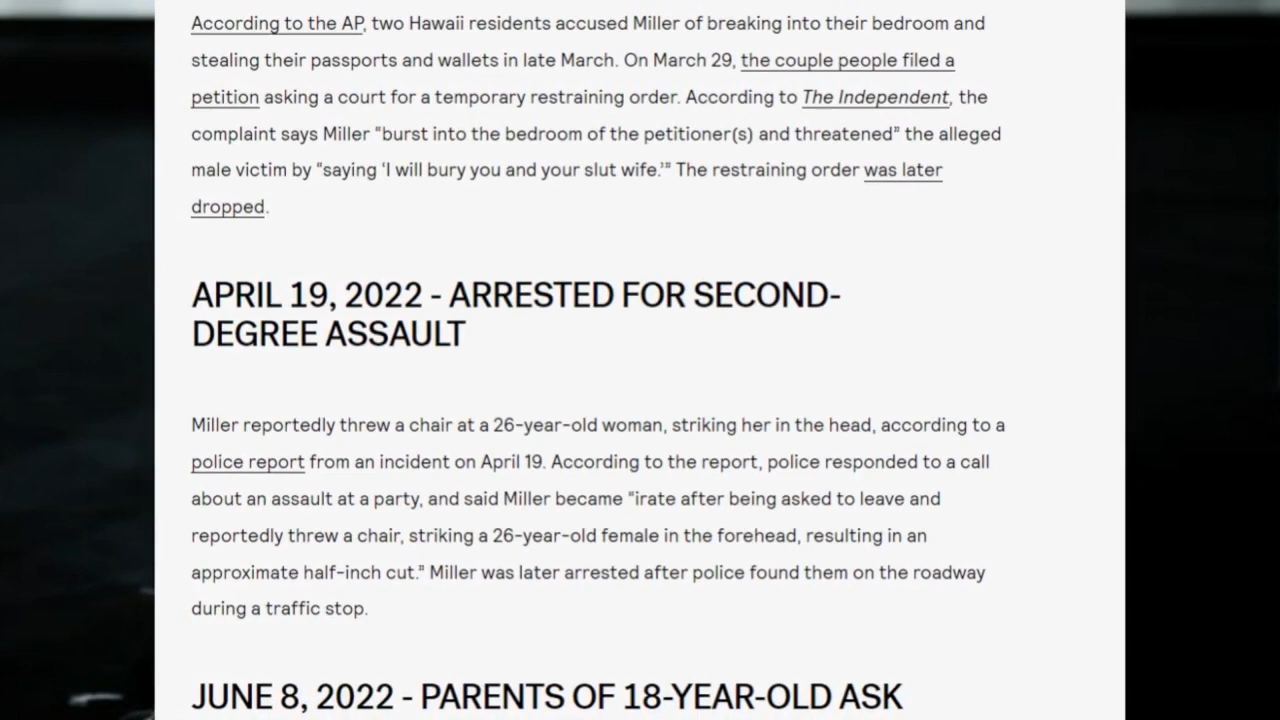 According to the AP, two Hawaii residents accused Miller of breaking into their bedroom and
stealing their passports and wallets in late March. On March 29, the couple people filed a
petition asking a court for a temporary restraining order. According to The Independent, the
complaint says Miller “burst into the bedroom of the petitioner(s) and threatened” the alleged
male victim by “saying ‘I will bury you and your slut wife.’” The restraining order was later
dropped.
APRIL 19, 2022 - ARRESTED FOR SECOND-
DEGREE ASSAULT
Miller reportedly threw a chair at a 26-year-old woman, striking her in the head, according to a
police report from an incident on April 19. According to the report, police responded to a call
about an assault at a party, and said Miller became “irate after being asked to leave and
reportedly threw a chair, striking a 26-year-old female in the forehead, resulting in an
approximate half-inch cut.” Miller was later arrested after police found them on the roadway
during a traffic stop.
JUNE 8, 2022 - PARENTS OF 18-YEAR-OLD ASK